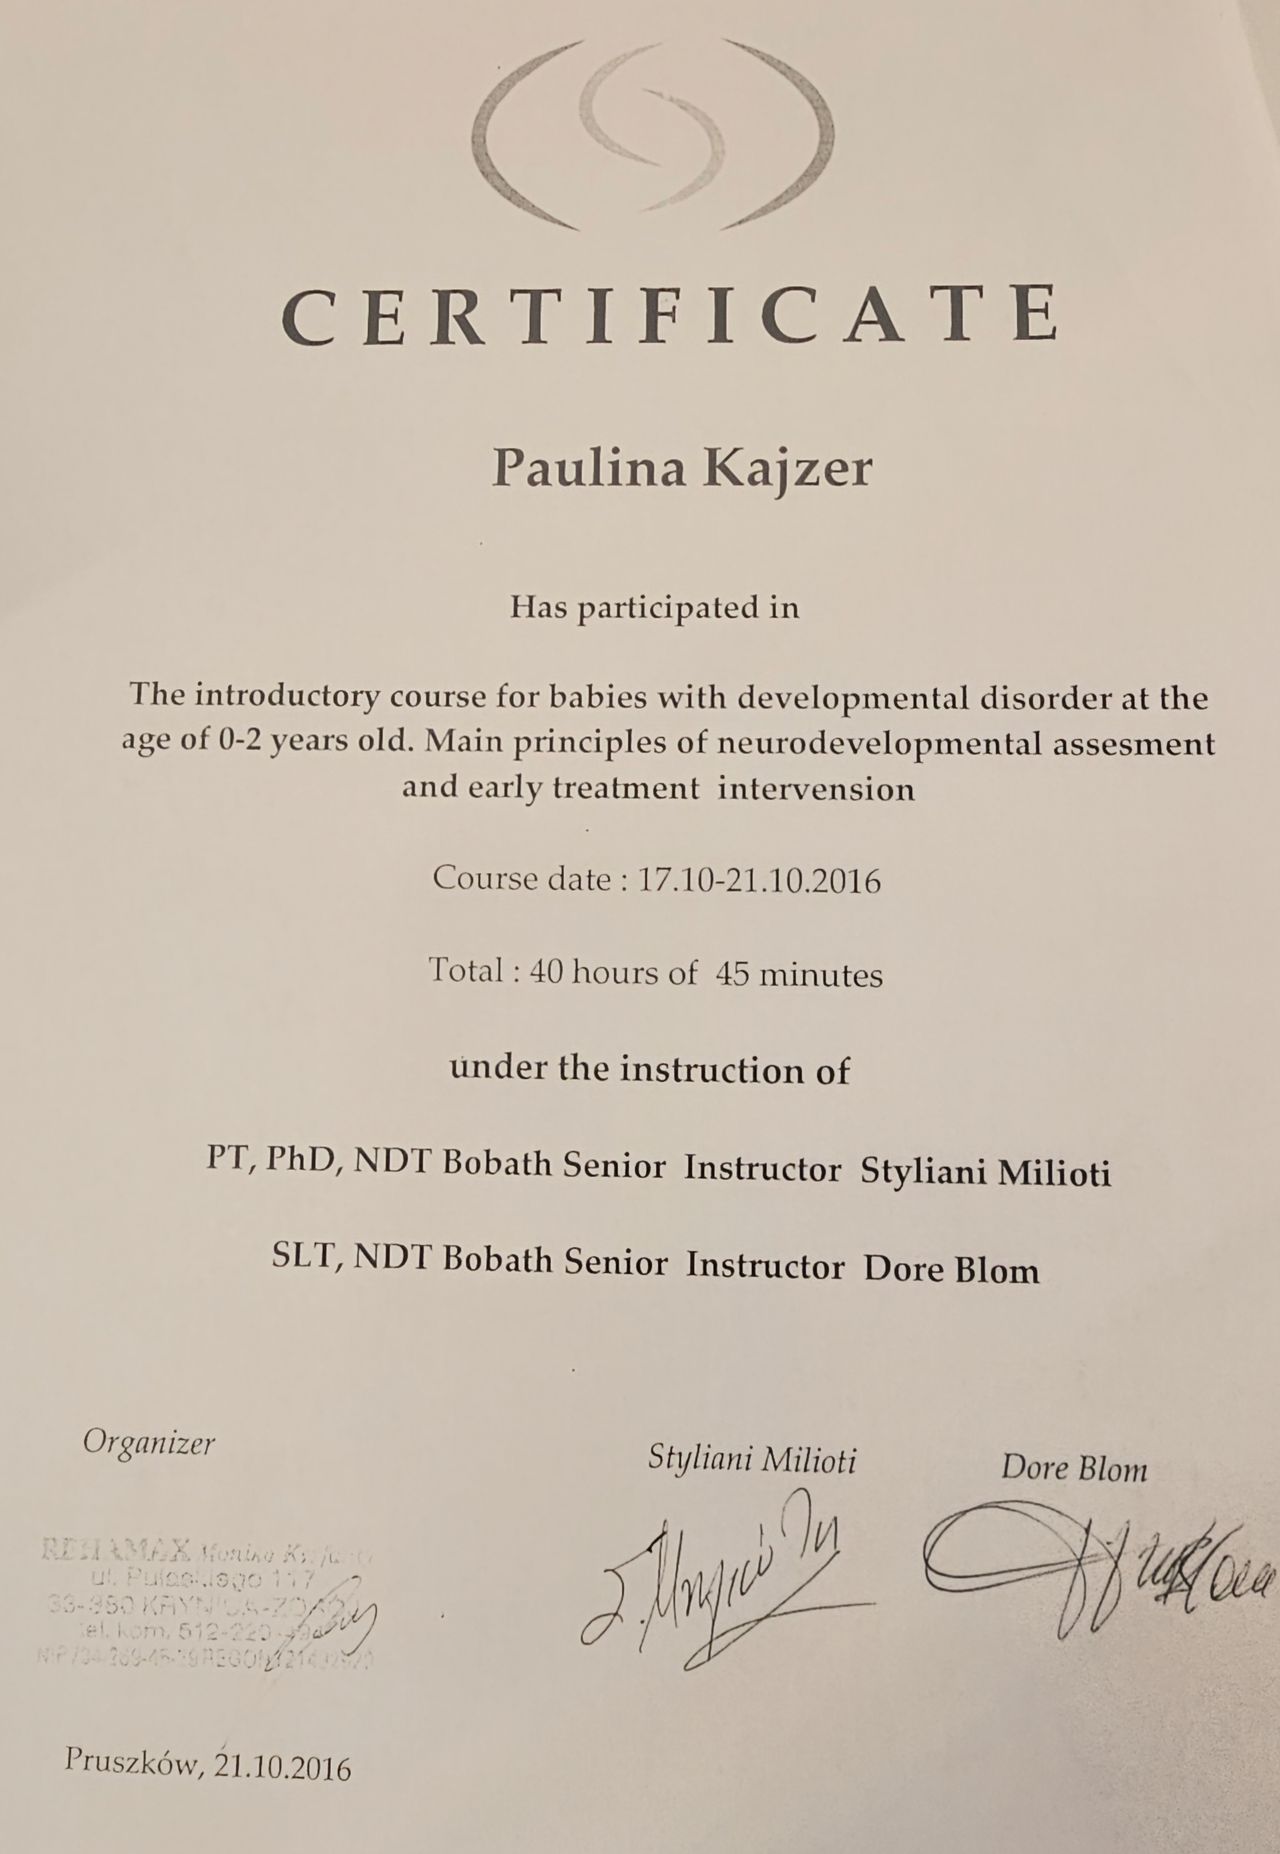 CERTIFICATE
Paulina Kajzer
Has participated in
The introductory course for babies with developmental disorder at the
age of 0-2 years old. Main principles of neurodevelopmental assesment
and early treatment intervension
Course date : 17.10-21.10.2016
Total : 40 hours of 45 minutes
under the instruction of
PT, PhD, NDT Bobath Senior Instructor Styliani Milioti
SLT, NDT Bobath Senior Instructor Dore Blom
Organizer
Styliani Milioti
Dore Blom
REHAMAX
ul. Pułaskiego 117
tel. kom. 512-220
Pruszków, 21.10.2016